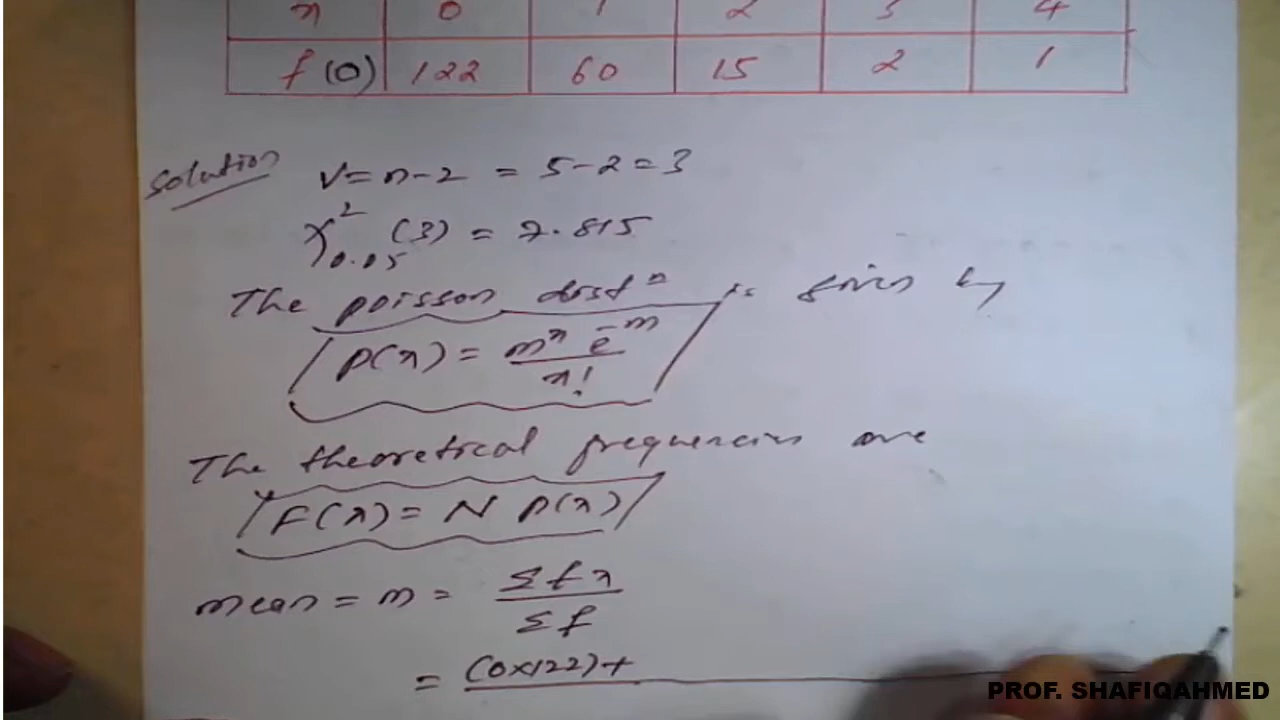 x 0 1 2 3 4
f (0) 122 60 15 2 1
Solution ν = n-2 = 5-2 = 3
χ²0.05 (3) = 7.815
The poisson distⁿ is given by
P(x) = mˣ e⁻ᵐ / x!
The theoretical frequencies are
F(x) = N P(x)
mean = m = Σfx / Σf
= (0×122)+
PROF. SHAFIQAHMED